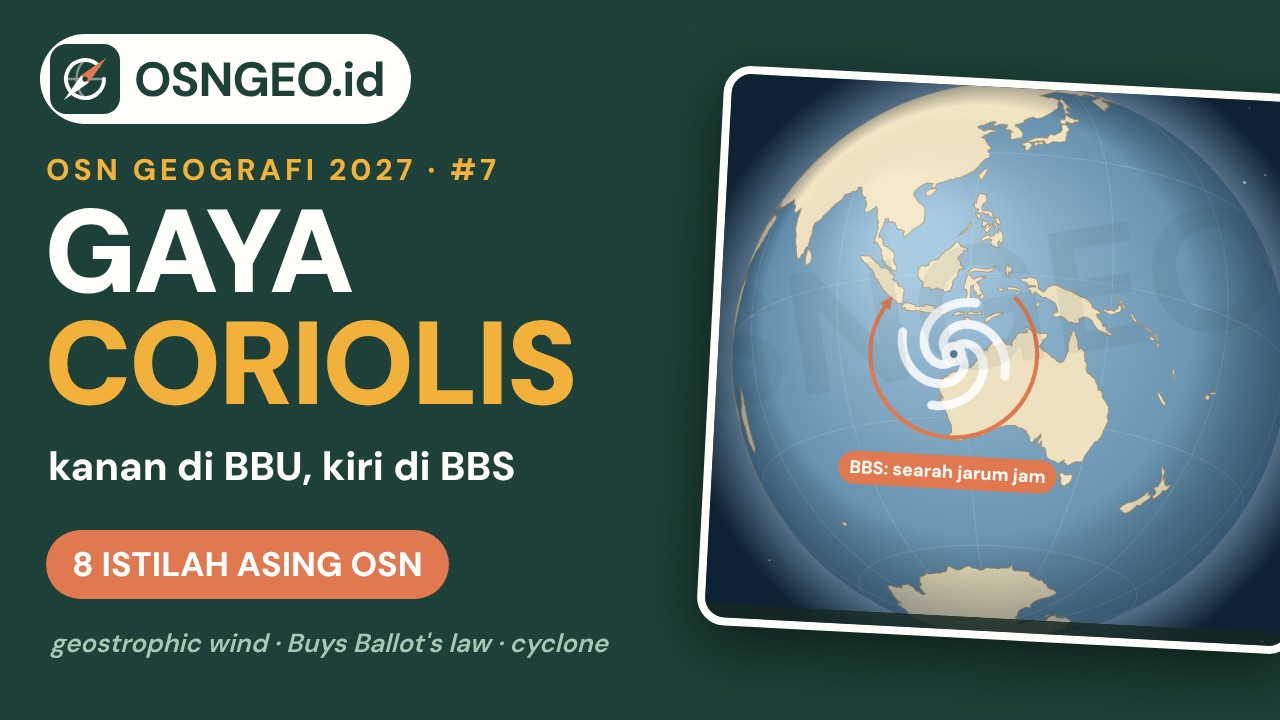 OSNGEO.id
OSN GEOGRAFI 2027 · #7
GAYA
CORIOLIS
kanan di BBU, kiri di BBS
8 ISTILAH ASING OSN
geostrophic wind · Buys Ballot's law · cyclone
BBS: searah jarum jam